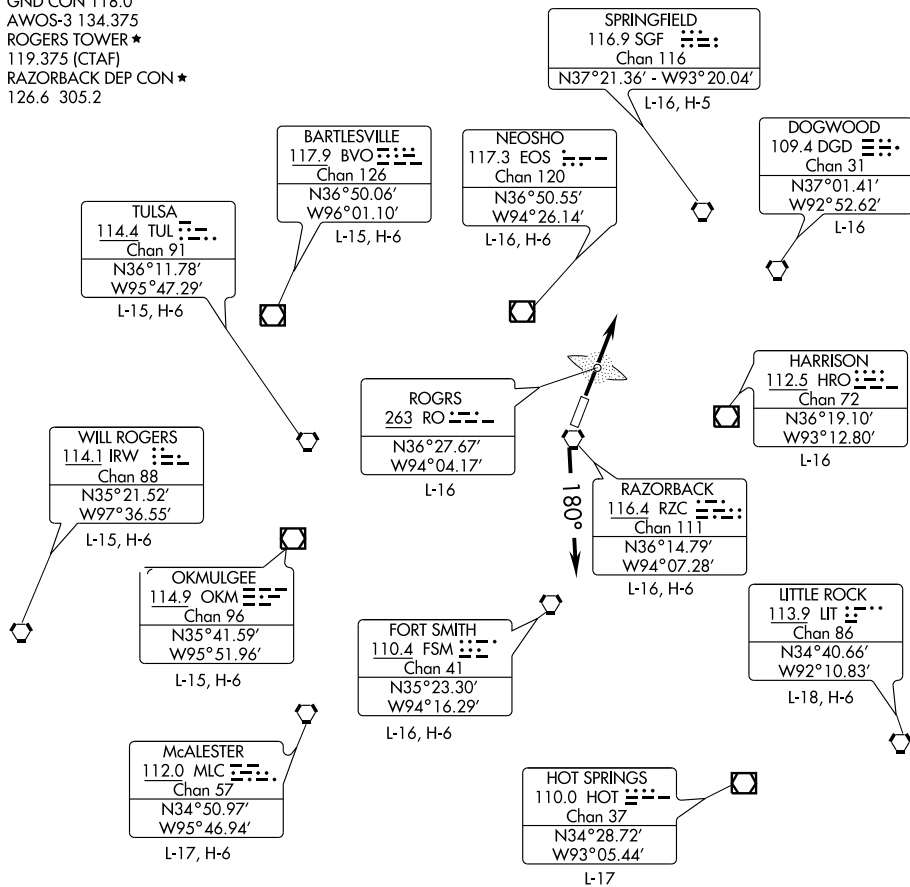 GND CON 118.0
AWOS-3 134.375
ROGERS TOWER ★
119.375 (CTAF)
RAZORBACK DEP CON ★
126.6 305.2
SPRINGFIELD
116.9 SGF
Chan 116
N37°21.36' - W93°20.04'
L-16, H-5
BARTLESVILLE
117.9 BVO
Chan 126
N36°50.06'
W96°01.10'
L-15, H-6
NEOSHO
117.3 EOS
Chan 120
N36°50.55'
W94°26.14'
L-16, H-6
DOGWOOD
109.4 DGD
Chan 31
N37°01.41'
W92°52.62'
L-16
TULSA
114.4 TUL
Chan 91
N36°11.78'
W95°47.29'
L-15, H-6
HARRISON
112.5 HRO
Chan 72
N36°19.10'
W93°12.80'
L-16
ROGRS
263 RO
N36°27.67'
W94°04.17'
L-16
WILL ROGERS
114.1 IRW
Chan 88
N35°21.52'
W97°36.55'
L-15, H-6
180°
RAZORBACK
116.4 RZC
Chan 111
N36°14.79'
W94°07.28'
L-16, H-6
OKMULGEE
114.9 OKM
Chan 96
N35°41.59'
W95°51.96'
L-15, H-6
FORT SMITH
110.4 FSM
Chan 41
N35°23.30'
W94°16.29'
L-16, H-6
LITTLE ROCK
113.9 LIT
Chan 86
N34°40.66'
W92°10.83'
L-18, H-6
McALESTER
112.0 MLC
Chan 57
N34°50.97'
W95°46.94'
L-17, H-6
HOT SPRINGS
110.0 HOT
Chan 37
N34°28.72'
W93°05.44'
L-17